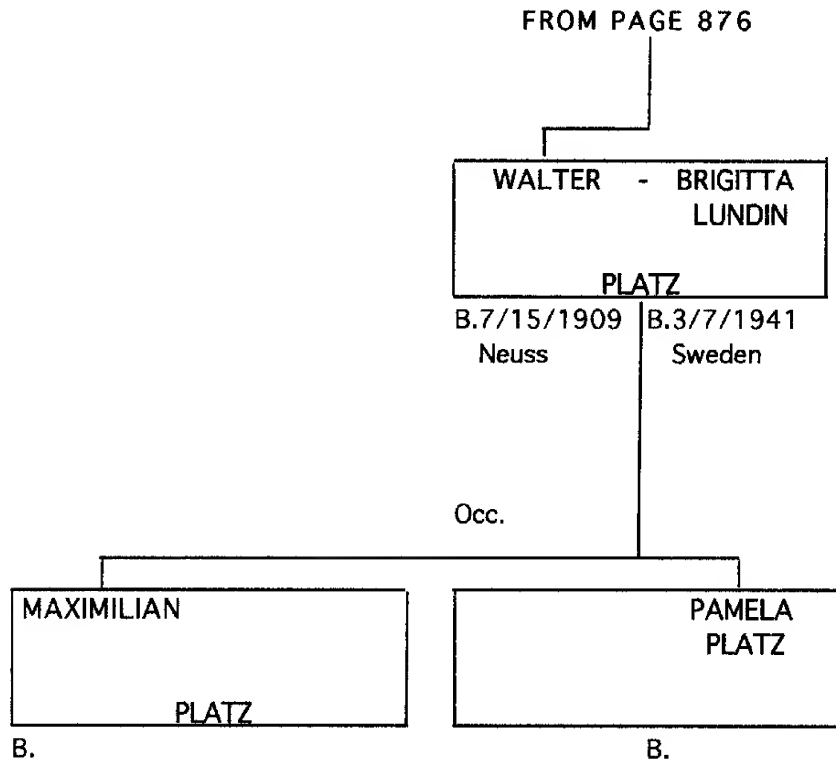 FROM PAGE 876
WALTER - BRIGITTA
LUNDIN
PLATZ
B.7/15/1909 B.3/7/1941
Neuss Sweden
Occ.
MAXIMILIAN
PLATZ
B.
PAMELA
PLATZ
B.